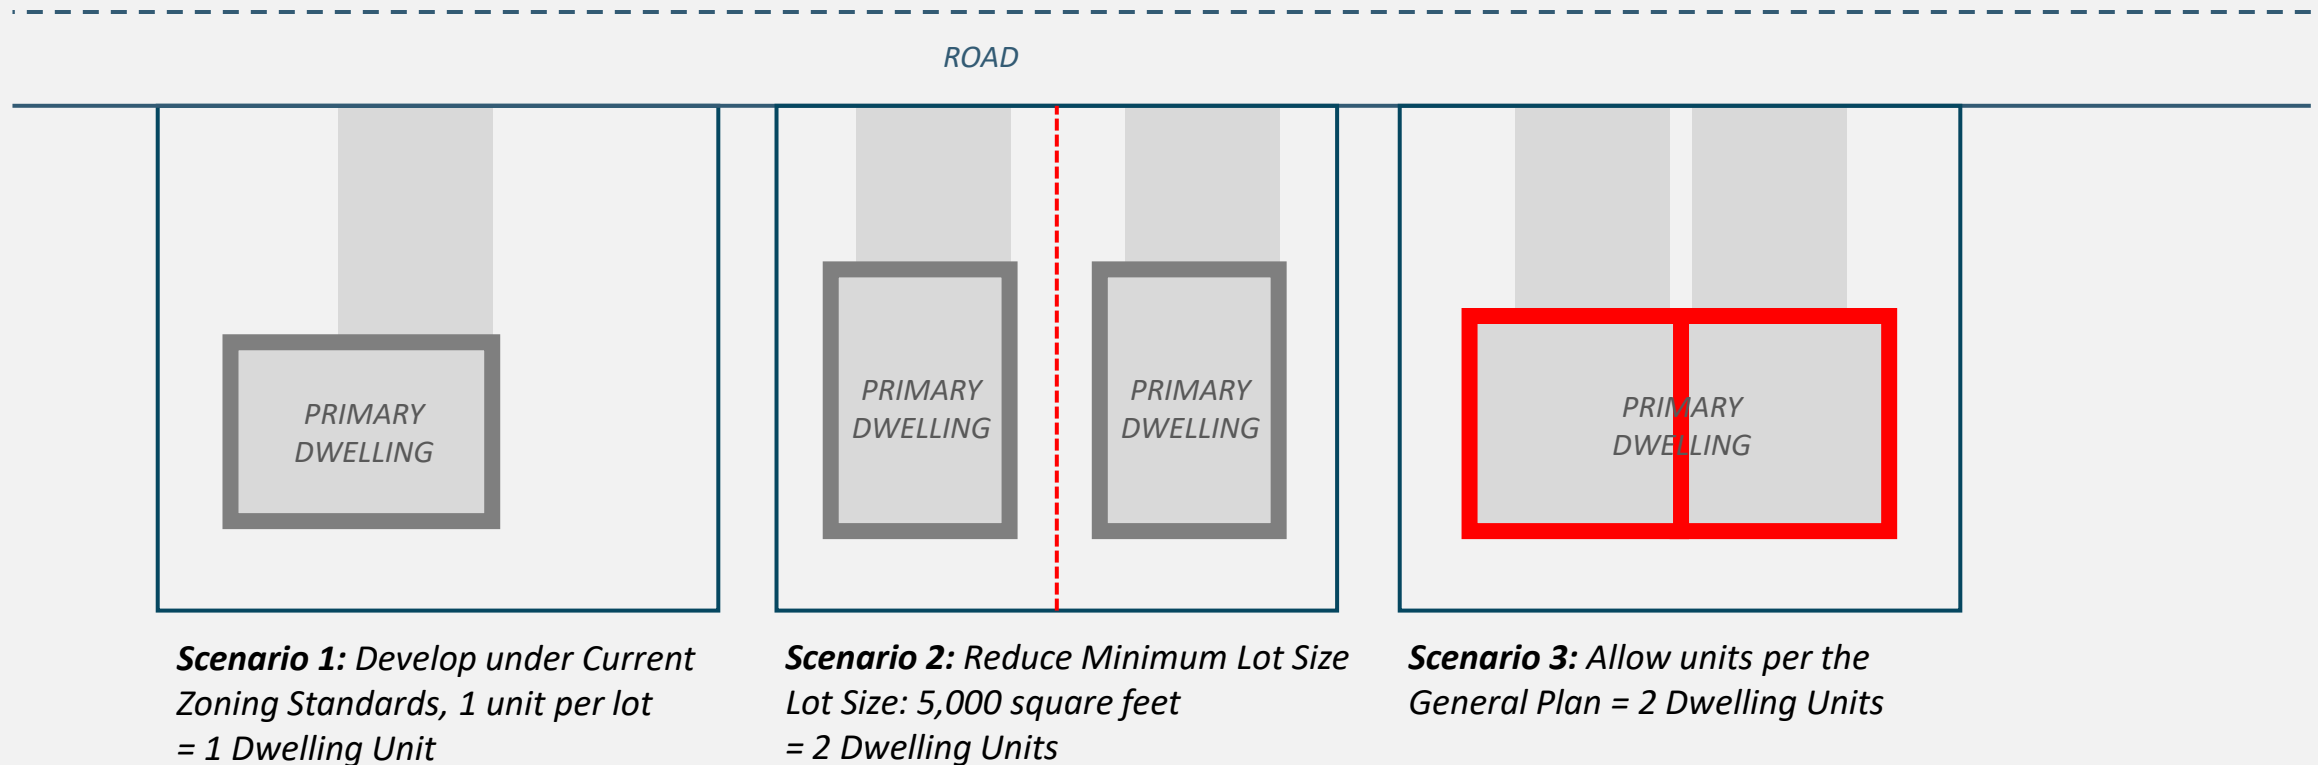 ROAD
PRIMARY
DWELLING
PRIMARY
DWELLING
PRIMARY
DWELLING
PRIMARY
DWELLING
Scenario 1: Develop under Current
Zoning Standards, 1 unit per lot
= 1 Dwelling Unit
Scenario 2: Reduce Minimum Lot Size
Lot Size: 5,000 square feet
= 2 Dwelling Units
Scenario 3: Allow units per the
General Plan = 2 Dwelling Units